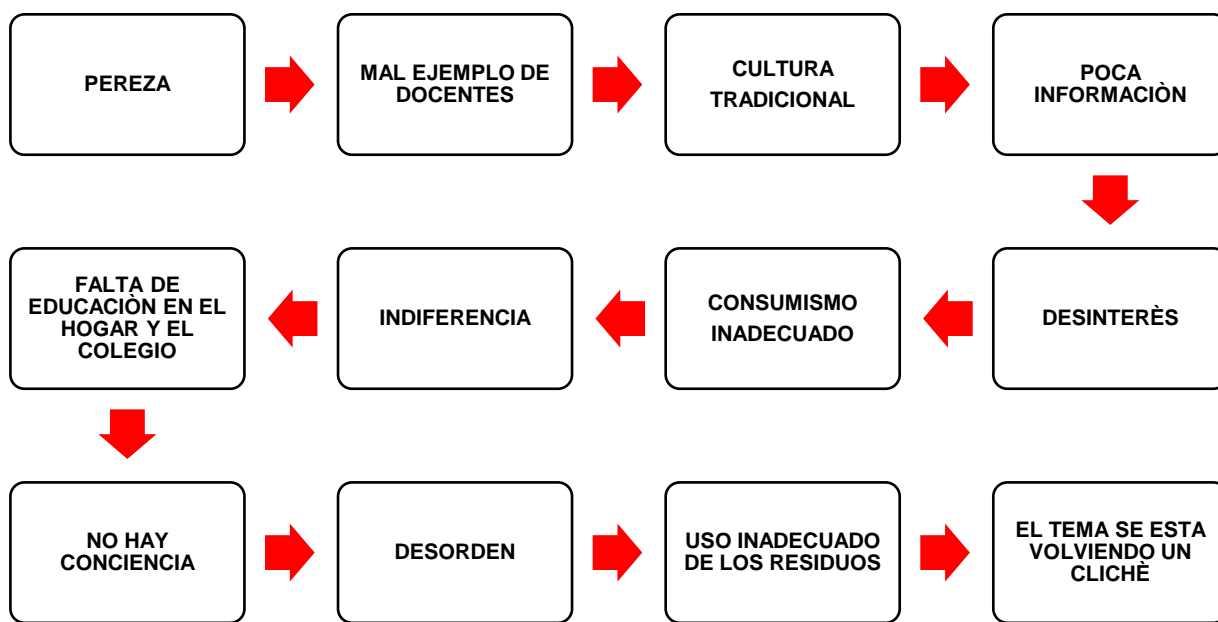 PEREZA
MAL EJEMPLO DE
DOCENTES
CULTURA
TRADICIONAL
POCA
INFORMACIÒN
DESINTERÈS
CONSUMISMO
INADECUADO
INDIFERENCIA
FALTA DE
EDUCACIÒN EN EL
HOGAR Y EL
COLEGIO
NO HAY
CONCIENCIA
DESORDEN
USO INADECUADO
DE LOS RESIDUOS
EL TEMA SE ESTA
VOLVIENDO UN
CLICHÈ